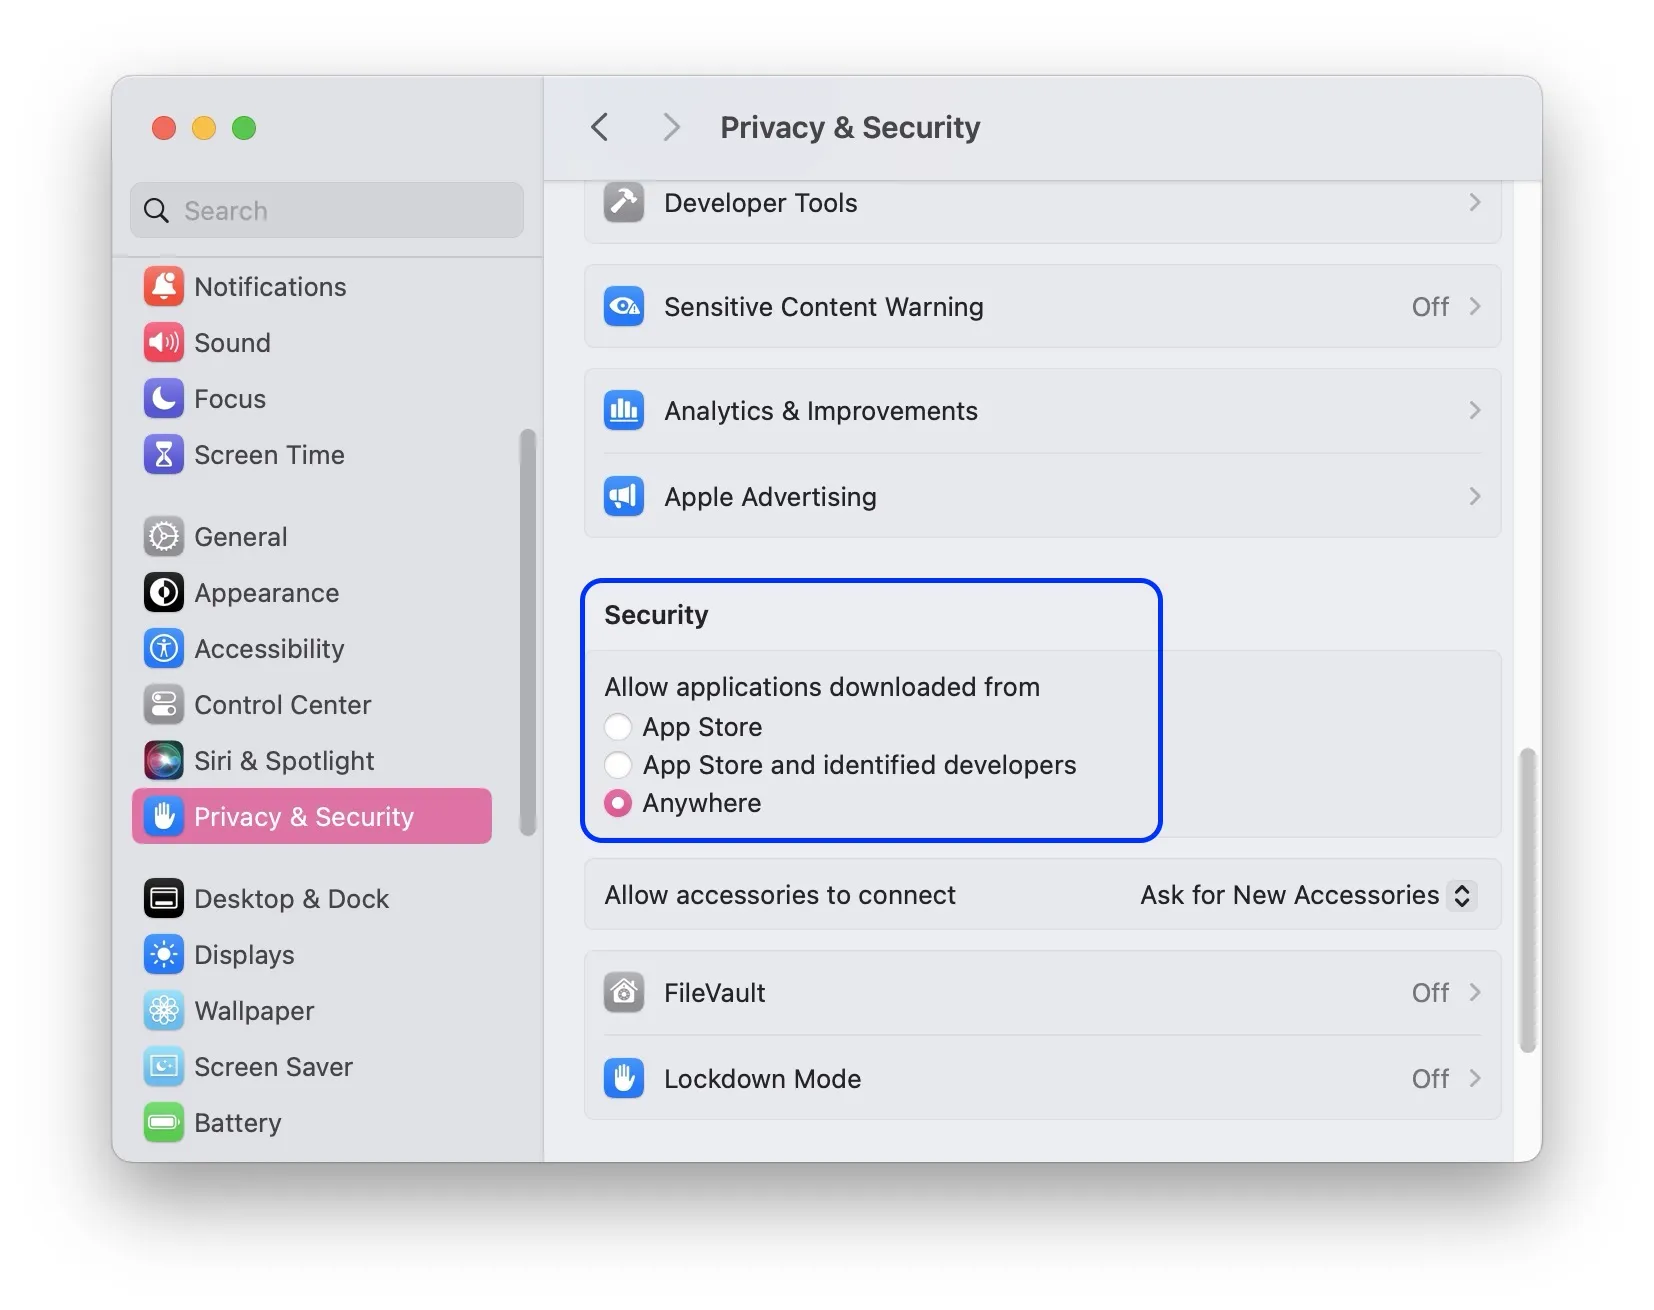 Privacy & Security
Search
Notifications
Sound
Focus
Screen Time
General
Appearance
Accessibility
Control Center
Siri & Spotlight
Privacy & Security
Desktop & Dock
Displays
Wallpaper
Screen Saver
Battery
Developer Tools
Sensitive Content Warning Off
Analytics & Improvements
Apple Advertising
Security
Allow applications downloaded from
App Store
App Store and identified developers
Anywhere
Allow accessories to connect Ask for New Accessories
FileVault Off
Lockdown Mode Off